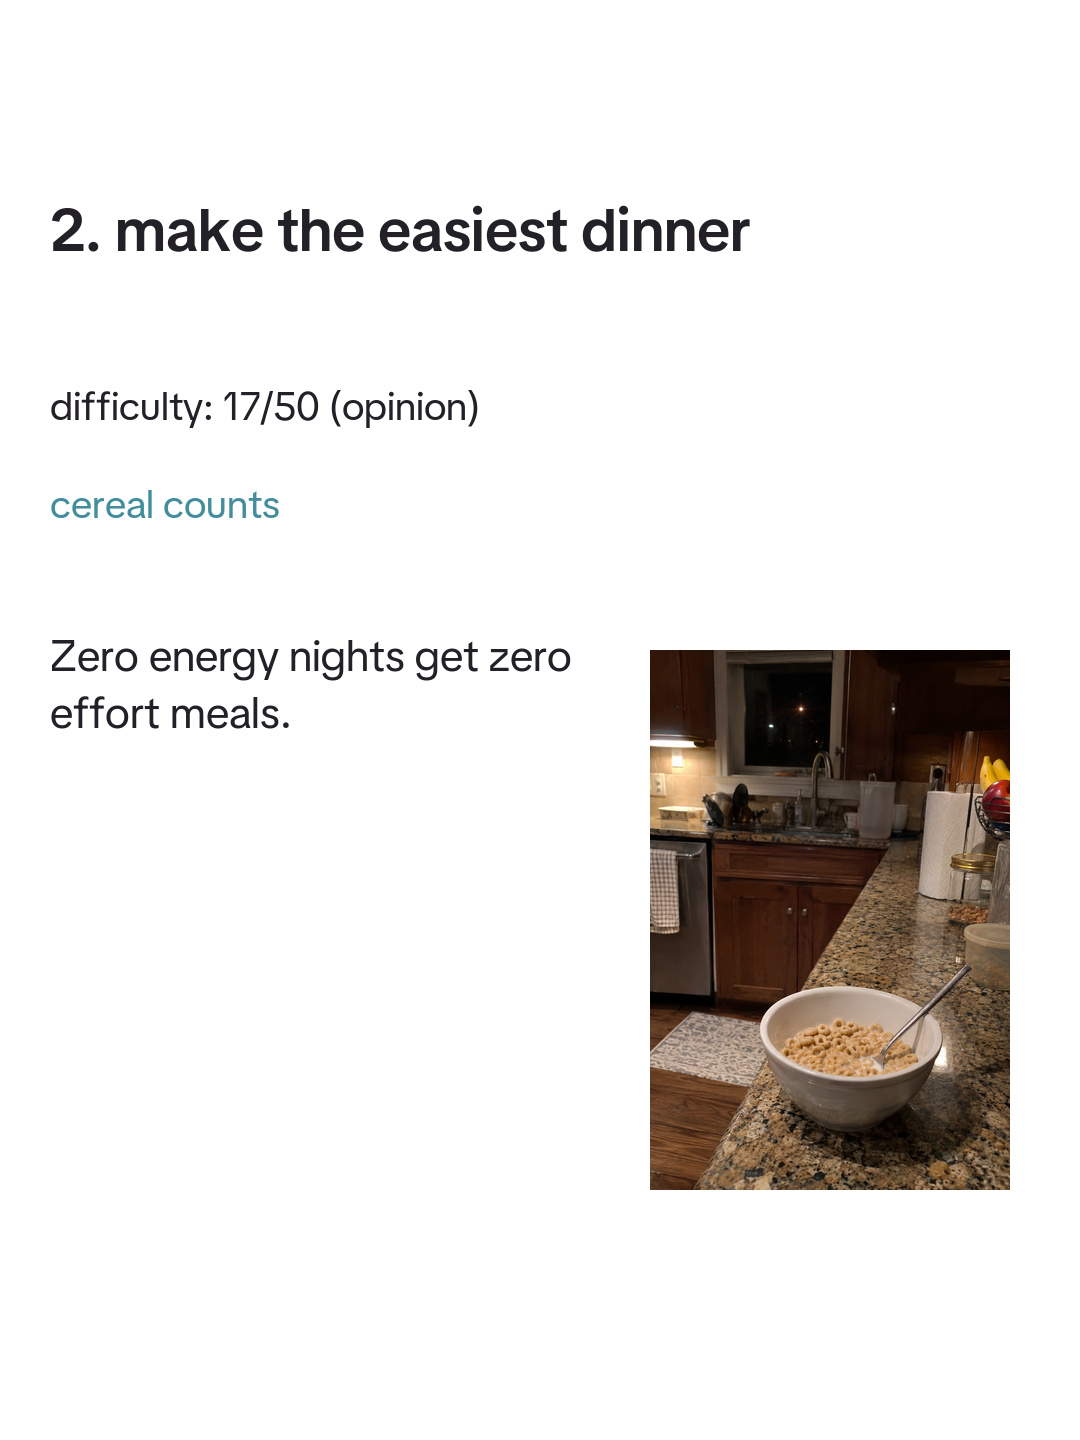 2. make the easiest dinner
difficulty: 17/50 (opinion)
cereal counts
Zero energy nights get zero
effort meals.